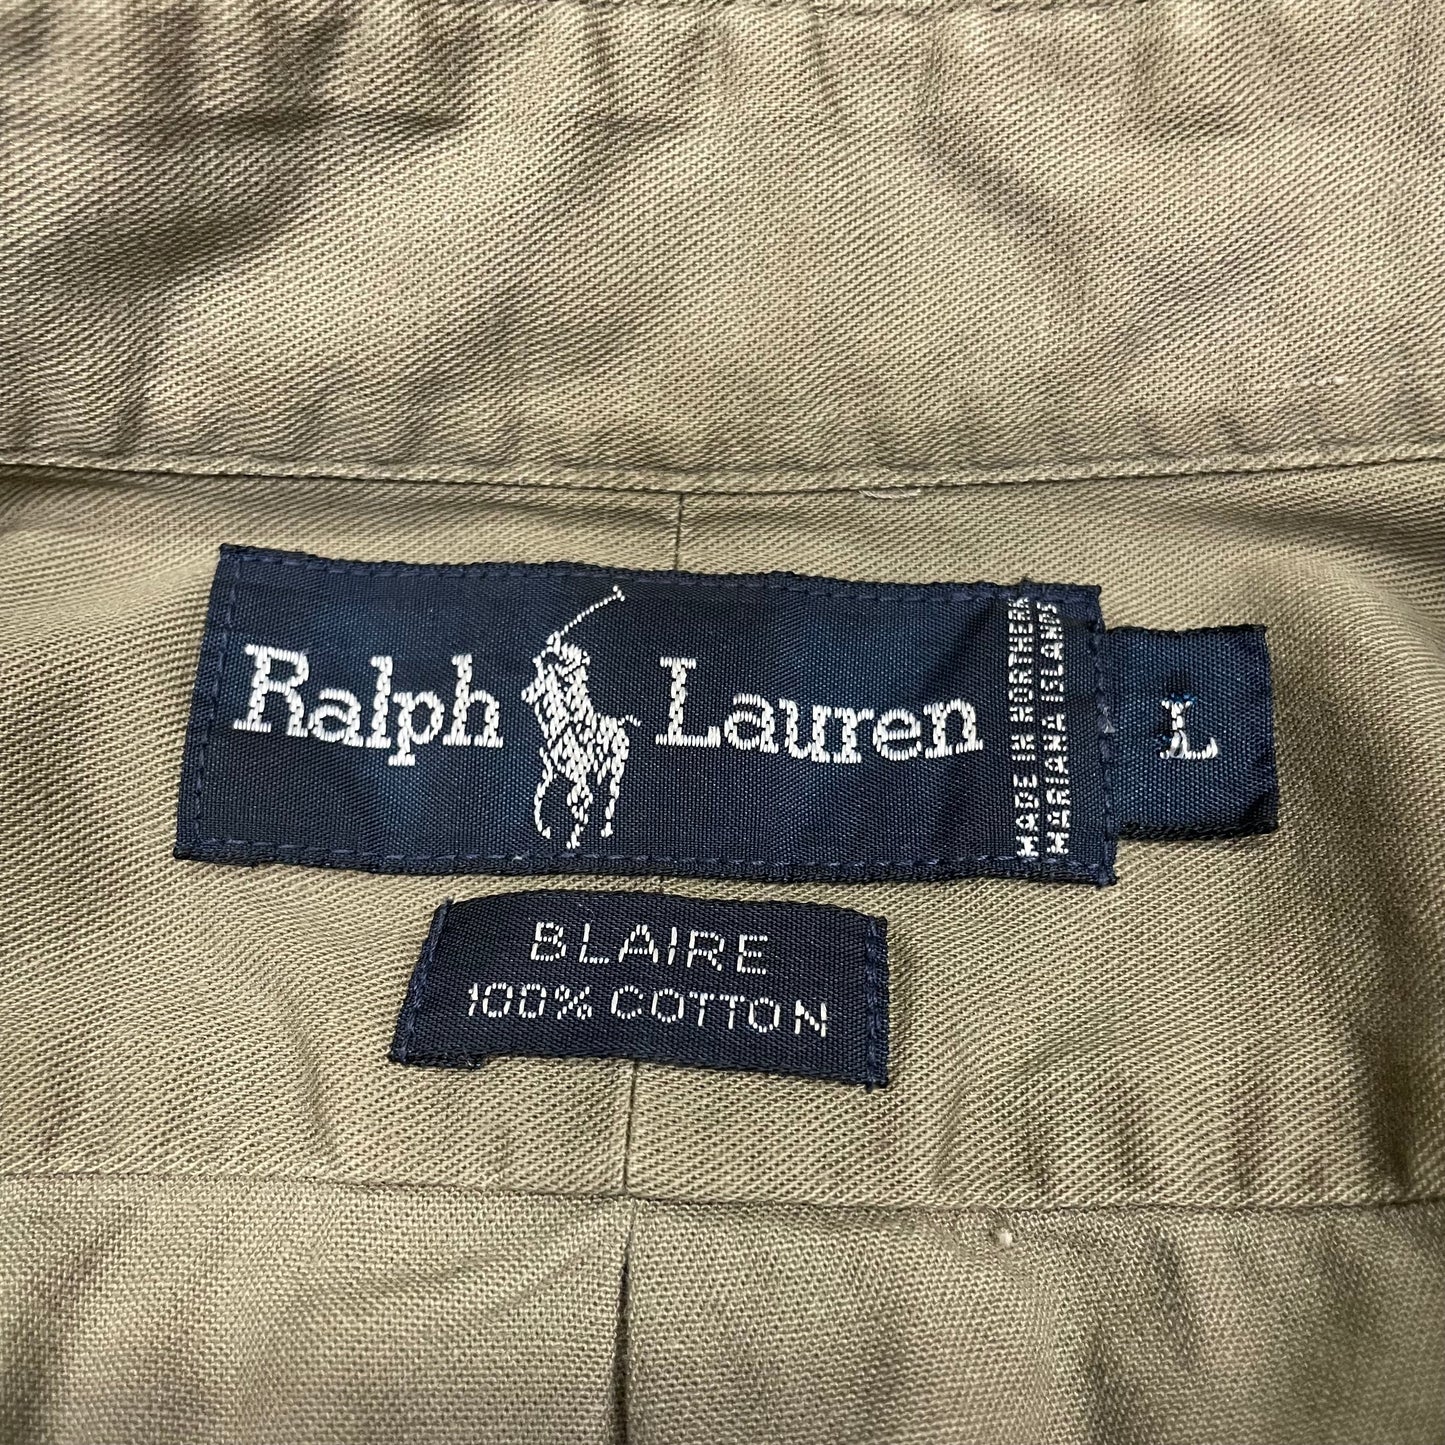 Ralph Lauren
MADE IN NORTHERN
MARIANA ISLANDS
L
BLAIRE
100% COTTON